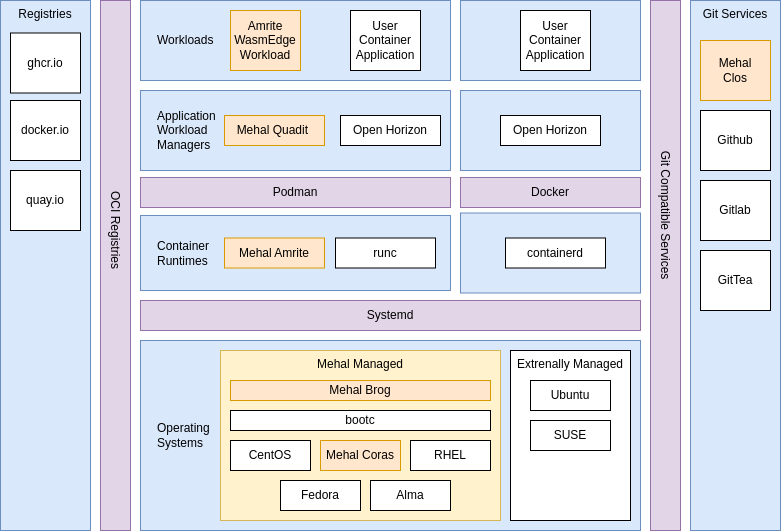 Registries
ghcr.io
docker.io
quay.io
OCI Registries
Workloads
Amrite
WasmEdge
Workload
User
Container
Application
User
Container
Application
Application
Workload
Managers
Mehal Quadit
Open Horizon
Open Horizon
Podman
Docker
Container
Runtimes
Mehal Amrite
runc
containerd
Systemd
Operating
Systems
Mehal Managed
Mehal Brog
bootc
CentOS
Mehal Coras
RHEL
Fedora
Alma
Extrenally Managed
Ubuntu
SUSE
Git Compatible Services
Git Services
Mehal
Clos
Github
Gitlab
GitTea